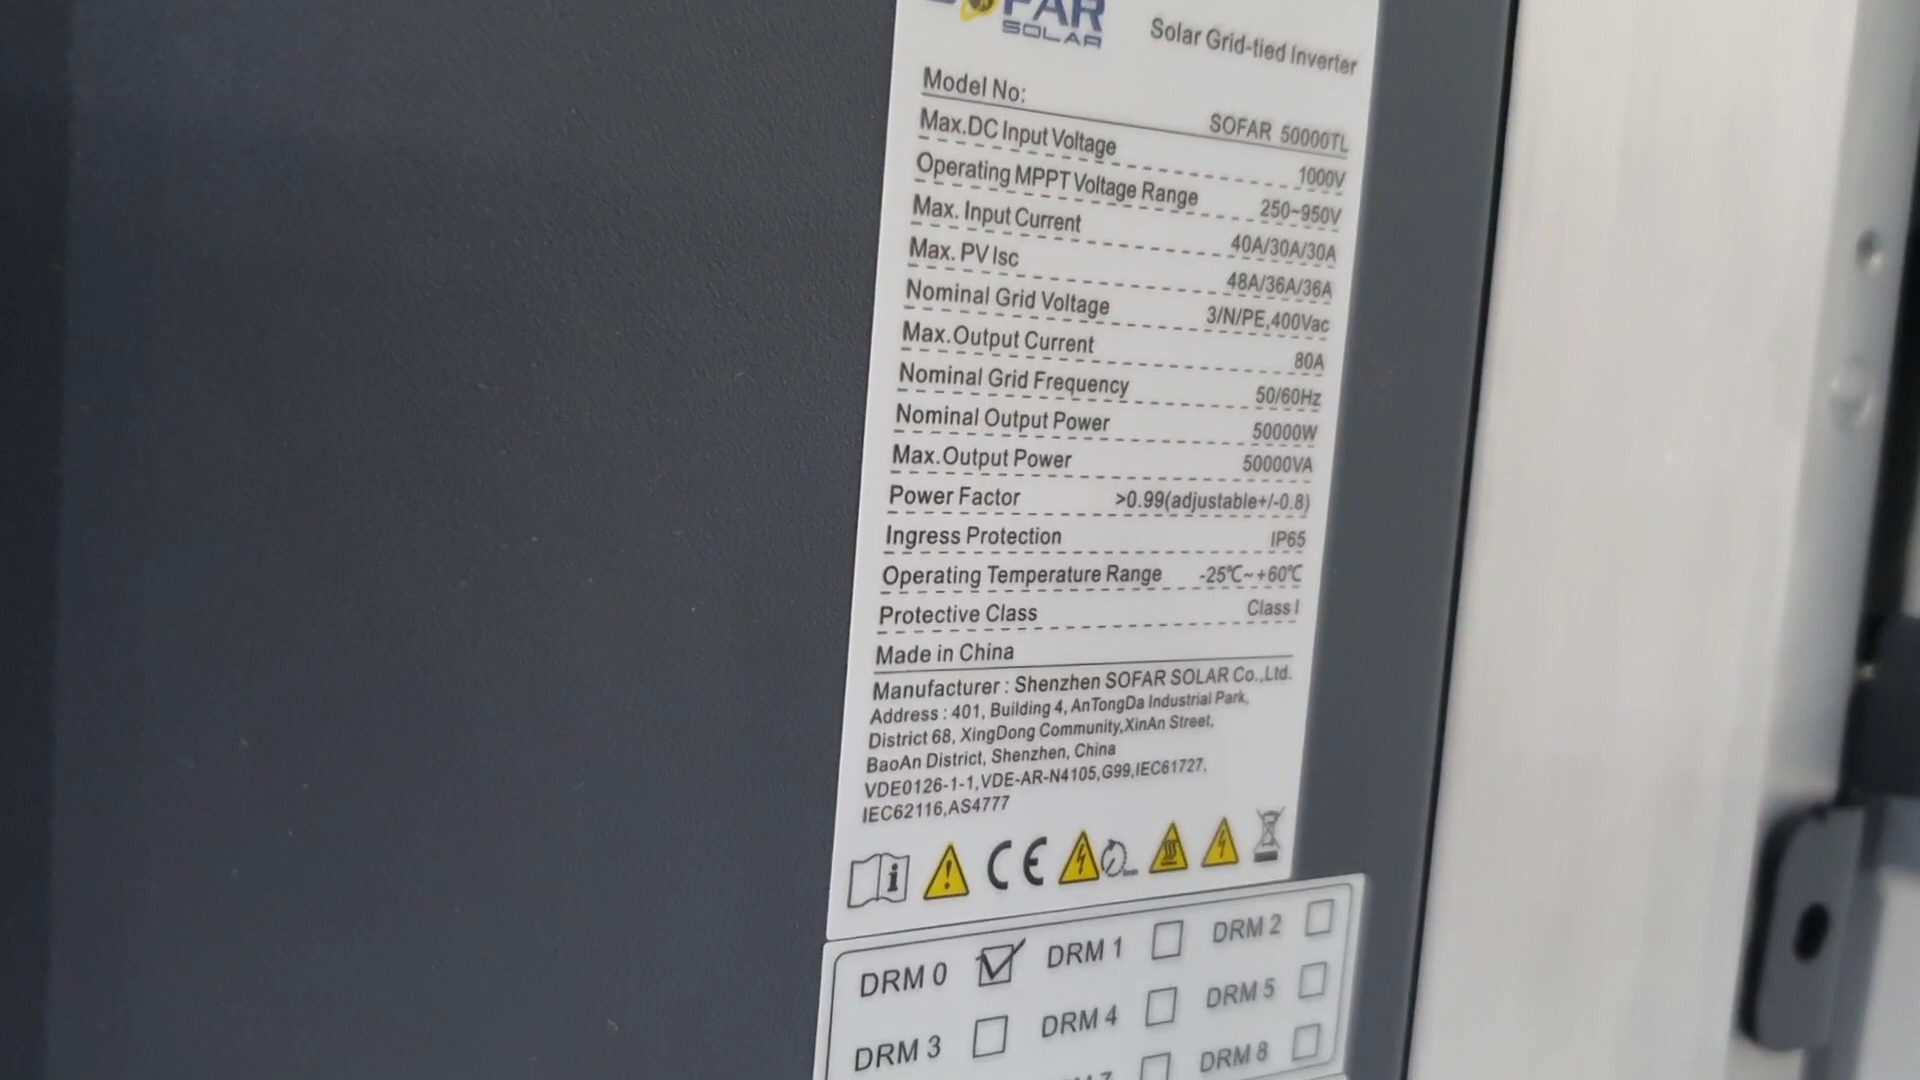 SOFAR
SOLAR
Solar Grid-tied Inverter
Model No: SOFAR 50000TL
Max.DC Input Voltage 1000V
Operating MPPT Voltage Range 250~950V
Max. Input Current 40A/30A/30A
Max. PV Isc 48A/36A/36A
Nominal Grid Voltage 3/N/PE,400Vac
Max.Output Current 80A
Nominal Grid Frequency 50/60Hz
Nominal Output Power 50000W
Max.Output Power 50000VA
Power Factor >0.99(adjustable+/-0.8)
Ingress Protection IP65
Operating Temperature Range -25℃~+60℃
Protective Class Class I
Made in China
Manufacturer : Shenzhen SOFAR SOLAR Co.,Ltd.
Address : 401, Building 4, AnTongDa Industrial Park,
District 68, XingDong Community,XinAn Street,
BaoAn District, Shenzhen, China
VDE0126-1-1,VDE-AR-N4105,G99,IEC61727,
IEC62116,AS4777
CE
DRM 0 DRM 1 DRM 2
DRM 3 DRM 4 DRM 5
DRM 8